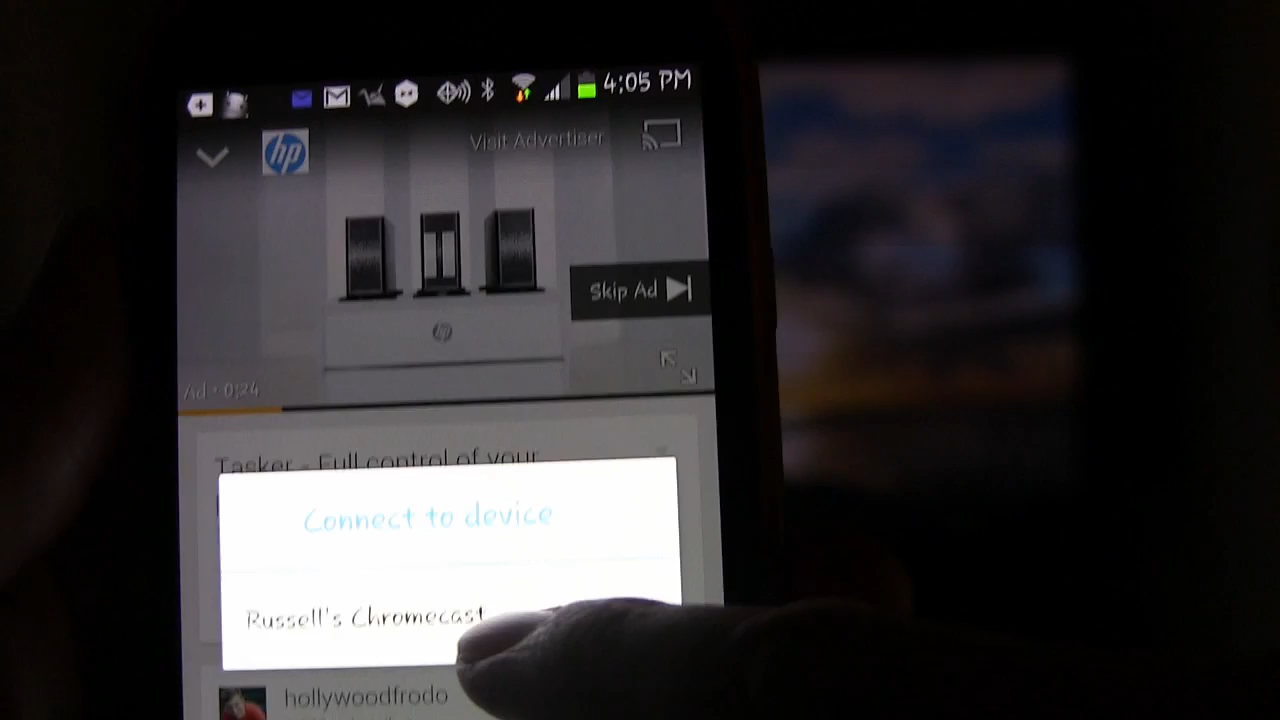 4:05 PM
hp
Visit Advertiser
Skip Ad
hp
Ad · 0:24
Tasker - Full control of your
Connect to device
Russell's Chromecast
hollywoodfrodo